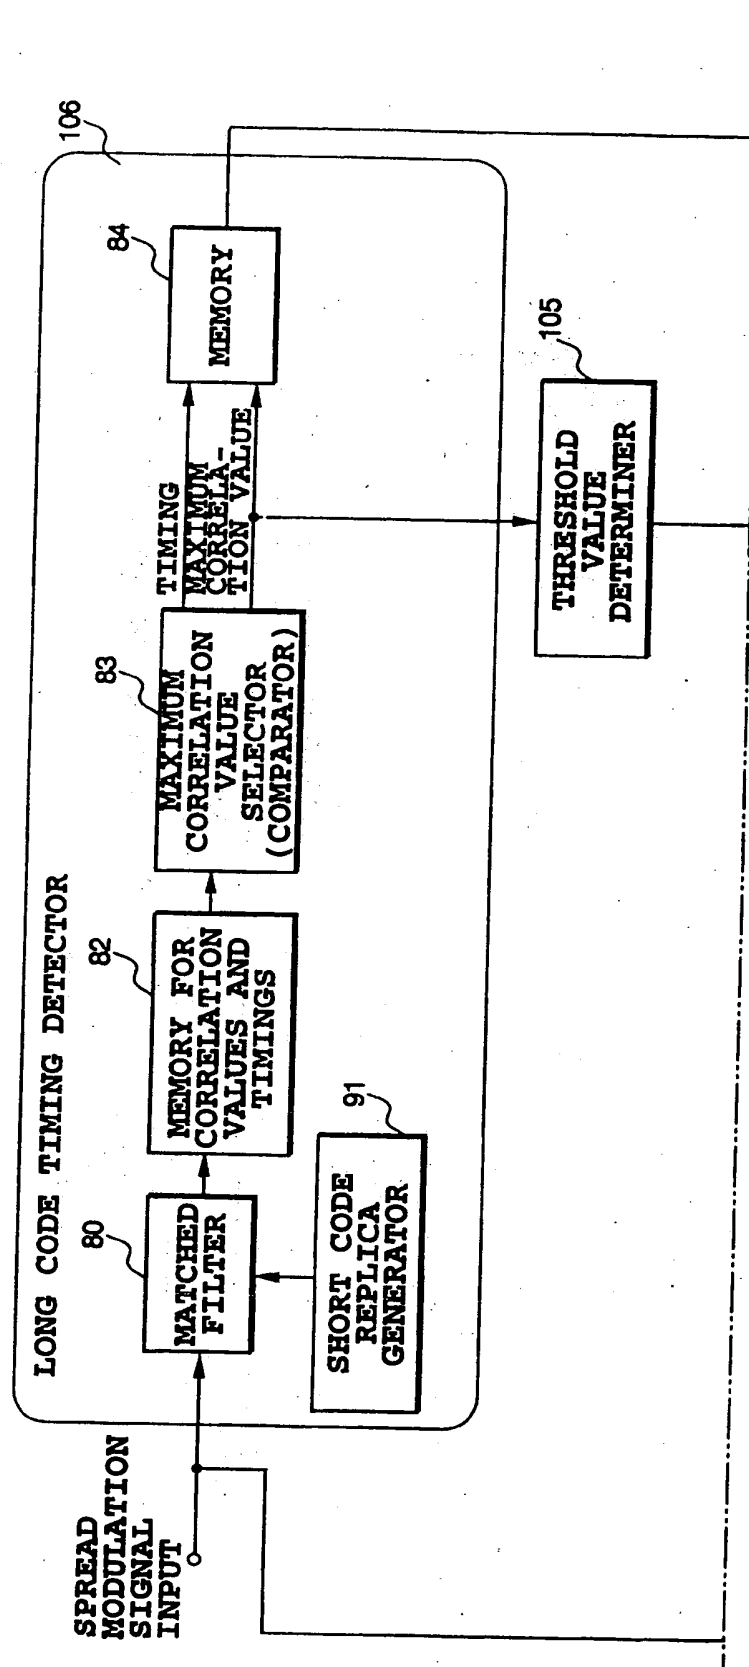 LONG CODE TIMING DETECTOR
106
SPREAD
MODULATION
SIGNAL
INPUT
80
MATCHED
FILTER
91
SHORT CODE
REPLICA
GENERATOR
82
MEMORY FOR
CORRELATION
VALUES AND
TIMINGS
83
MAXIMUM
CORRELATION
VALUE
SELECTOR
(COMPARATOR)
TIMING
MAXIMUM
CORRELA-
TION VALUE
84
MEMORY
105
THRESHOLD
VALUE
DETERMINER